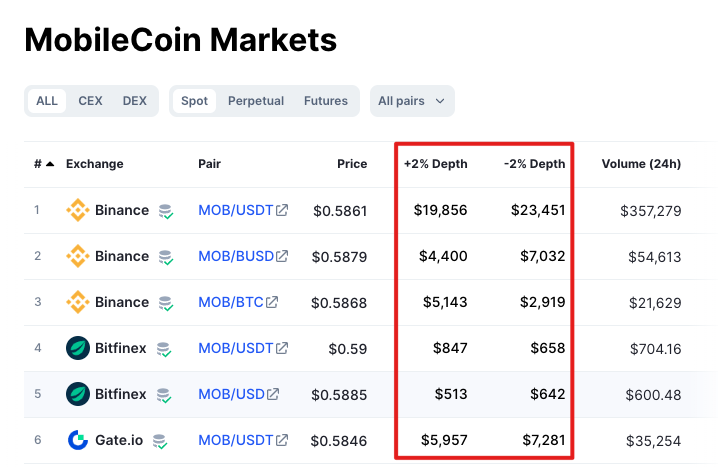 MobileCoin Markets
ALL CEX DEX Spot Perpetual Futures All pairs
# Exchange Pair Price +2% Depth -2% Depth Volume (24h)
1 Binance MOB/USDT $0.5861 $19,856 $23,451 $357,279
2 Binance MOB/BUSD $0.5879 $4,400 $7,032 $54,613
3 Binance MOB/BTC $0.5868 $5,143 $2,919 $21,629
4 Bitfinex MOB/USDT $0.59 $847 $658 $704.16
5 Bitfinex MOB/USD $0.5885 $513 $642 $600.48
6 Gate.io MOB/USDT $0.5846 $5,957 $7,281 $35,254